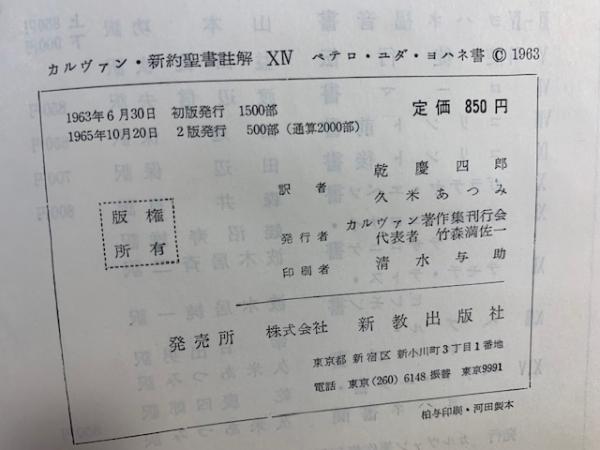 カルヴァン・新約聖書註解 XIV ペテロ・ユダ・ヨハネ書 © 1963
1963年6月30日 初版発行 1500部
1965年10月20日 2版発行 500部(通算2000部)
定価 850円
版権
所有
訳者 乾慶四郎
久米あつみ
発行者 カルヴァン著作集刊行会
代表者 竹森満佐一
印刷者 清水与助
発売所 株式会社 新教出版社
東京都新宿区新小川町3丁目1番地
電話 東京(260)6148 振替 東京9991
柏与印刷・河田製本